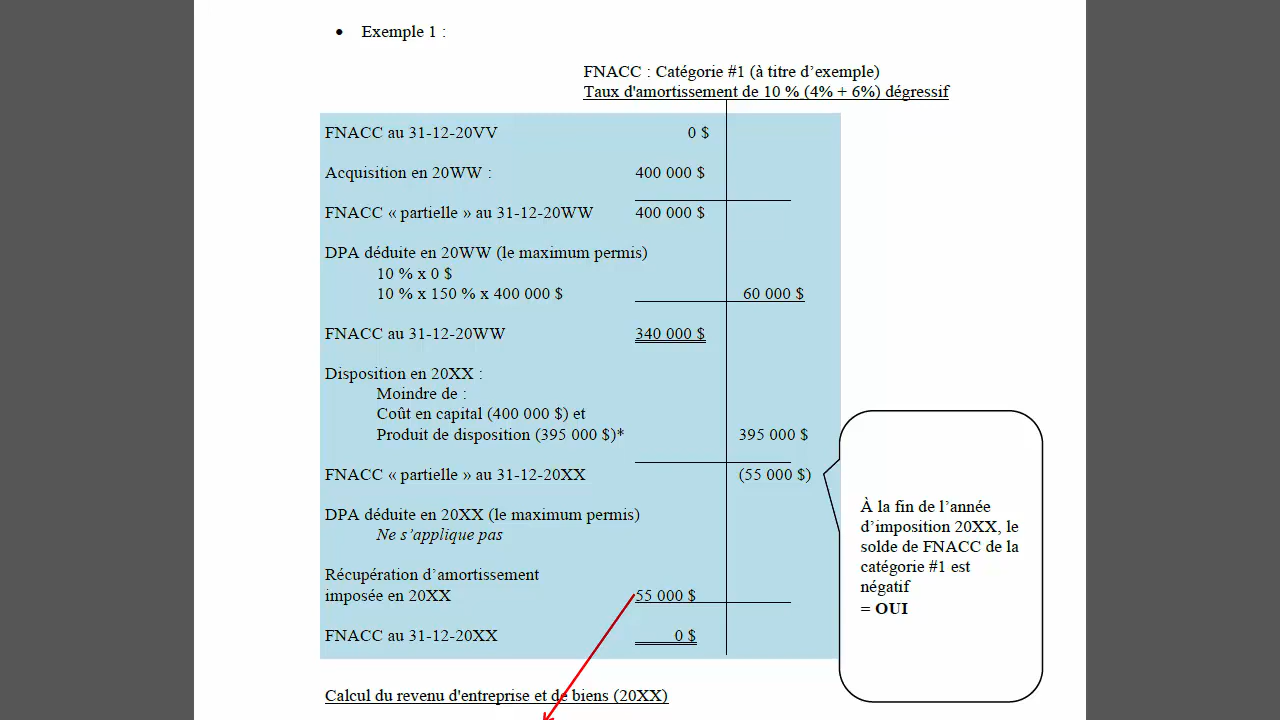 • Exemple 1 :
FNACC : Catégorie #1 (à titre d’exemple)
Taux d'amortissement de 10 % (4% + 6%) dégressif
FNACC au 31-12-20VV 0 $
Acquisition en 20WW : 400 000 $
FNACC « partielle » au 31-12-20WW 400 000 $
DPA déduite en 20WW (le maximum permis)
10 % x 0 $
10 % x 150 % x 400 000 $ 60 000 $
FNACC au 31-12-20WW 340 000 $
Disposition en 20XX :
Moindre de :
Coût en capital (400 000 $) et
Produit de disposition (395 000 $)* 395 000 $
FNACC « partielle » au 31-12-20XX (55 000 $)
DPA déduite en 20XX (le maximum permis)
Ne s’applique pas
Récupération d’amortissement
imposée en 20XX 55 000 $
FNACC au 31-12-20XX 0 $
À la fin de l’année
d’imposition 20XX, le
solde de FNACC de la
catégorie #1 est
négatif
= OUI
Calcul du revenu d'entreprise et de biens (20XX)